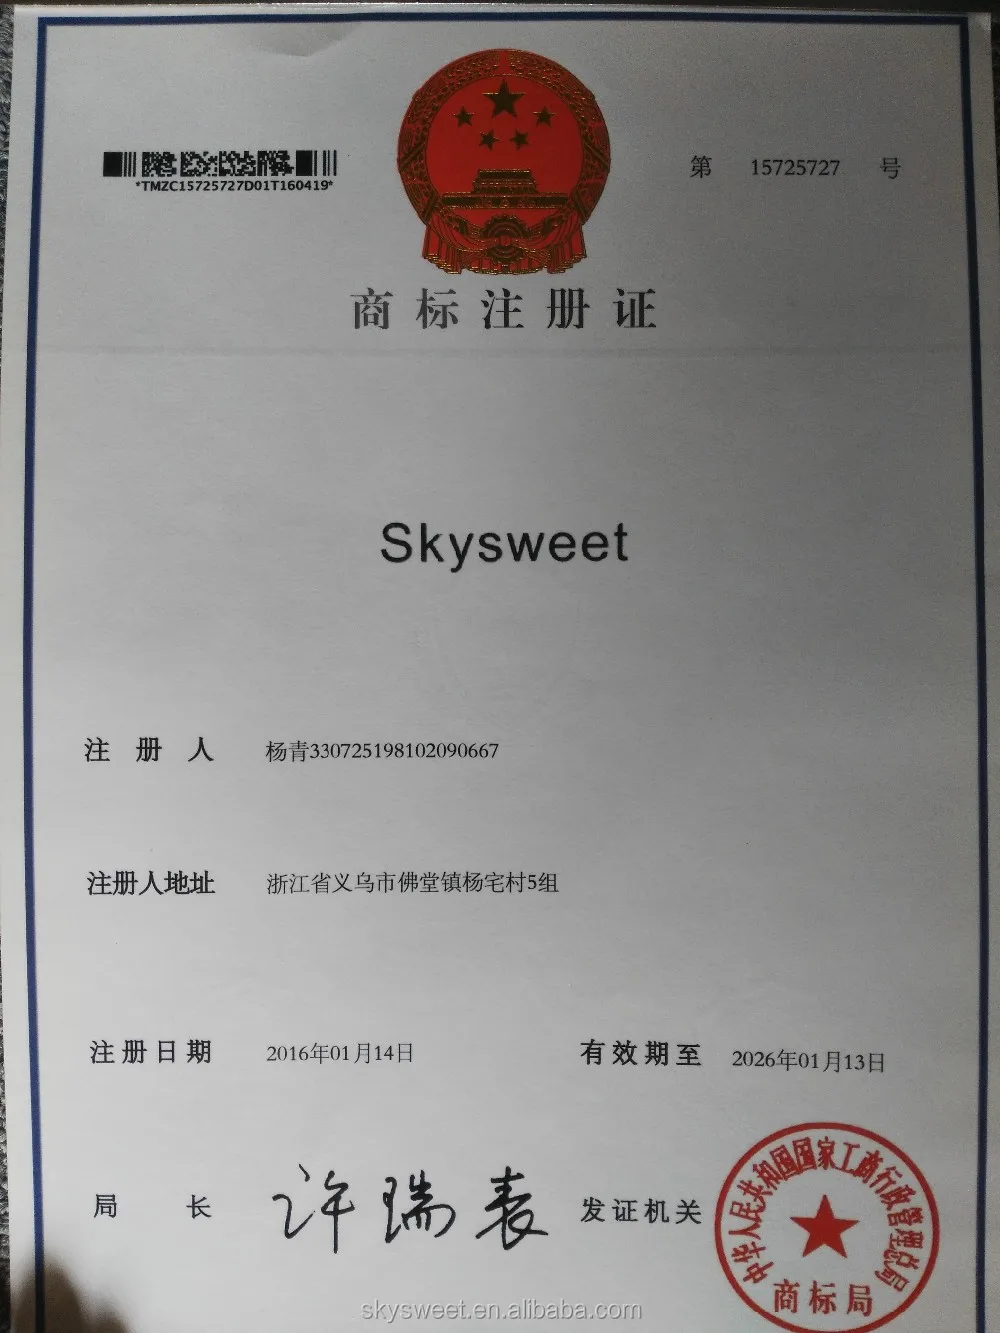 *TMZC15725727D01T160419*
第 15725727 号
商标注册证
Skysweet
注册人 杨青330725198102090667
注册人地址 浙江省义乌市佛堂镇杨宅村5组
注册日期 2016年01月14日 有效期至 2026年01月13日
局长 许瑞表 发证机关
中华人民共和国国家工商行政管理总局
商标局
skysweet.en.alibaba.com